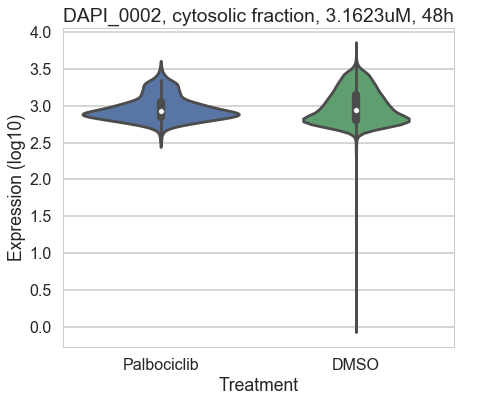 DAPI_0002, cytosolic fraction, 3.1623uM, 48h
4.0
3.5
3.0
2.5
2.0
1.5
1.0
0.5
0.0
Expression (log10)
Palbociclib DMSO
Treatment